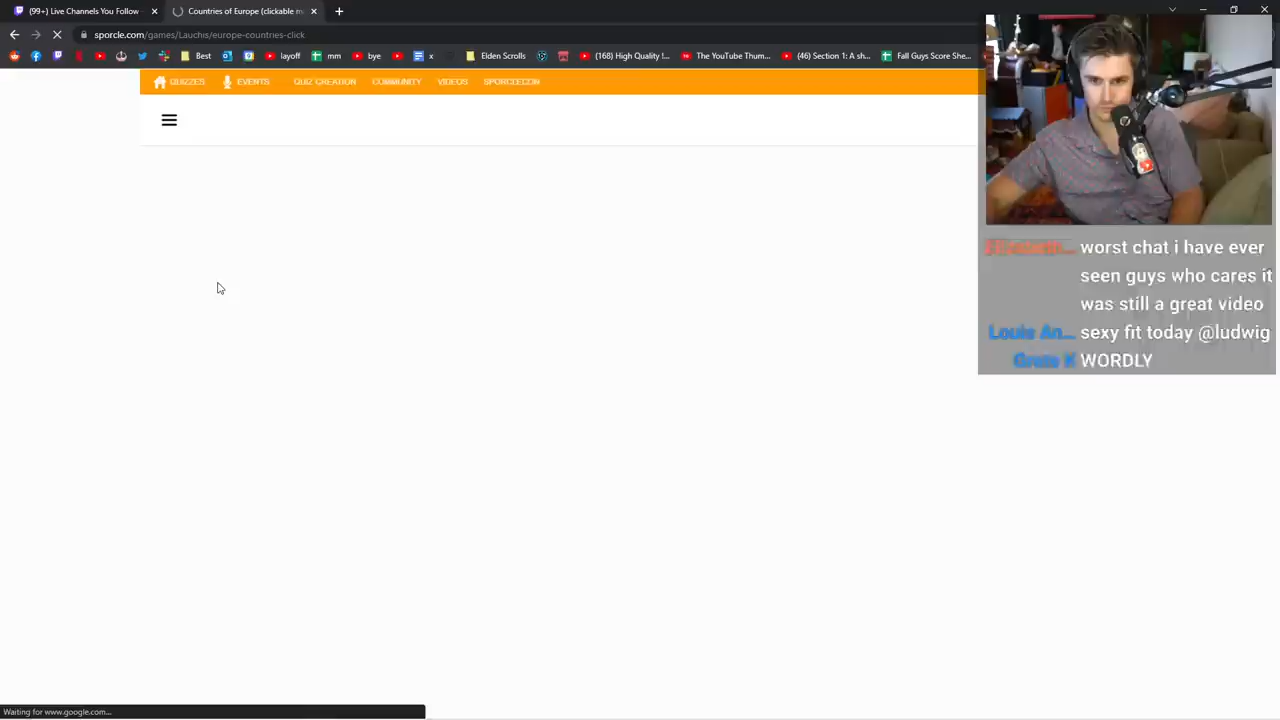 (99+) Live Channels You Follow
Countries of Europe (clickable m
sporcle.com/games/Lauchis/europe-countries-click
Best
layoff
mm
bye
x
Elden Scrolls
(168) High Quality !...
The YouTube Thum...
(46) Section 1: A sh...
Fall Guys Score She...
QUIZZES
EVENTS
QUIZ CREATION
COMMUNITY
VIDEOS
SPORCLECON
worst chat i have ever
seen guys who cares it
was still a great video
Louis An... sexy fit today @ludwig
Grete K WORDLY
Waiting for www.google.com...